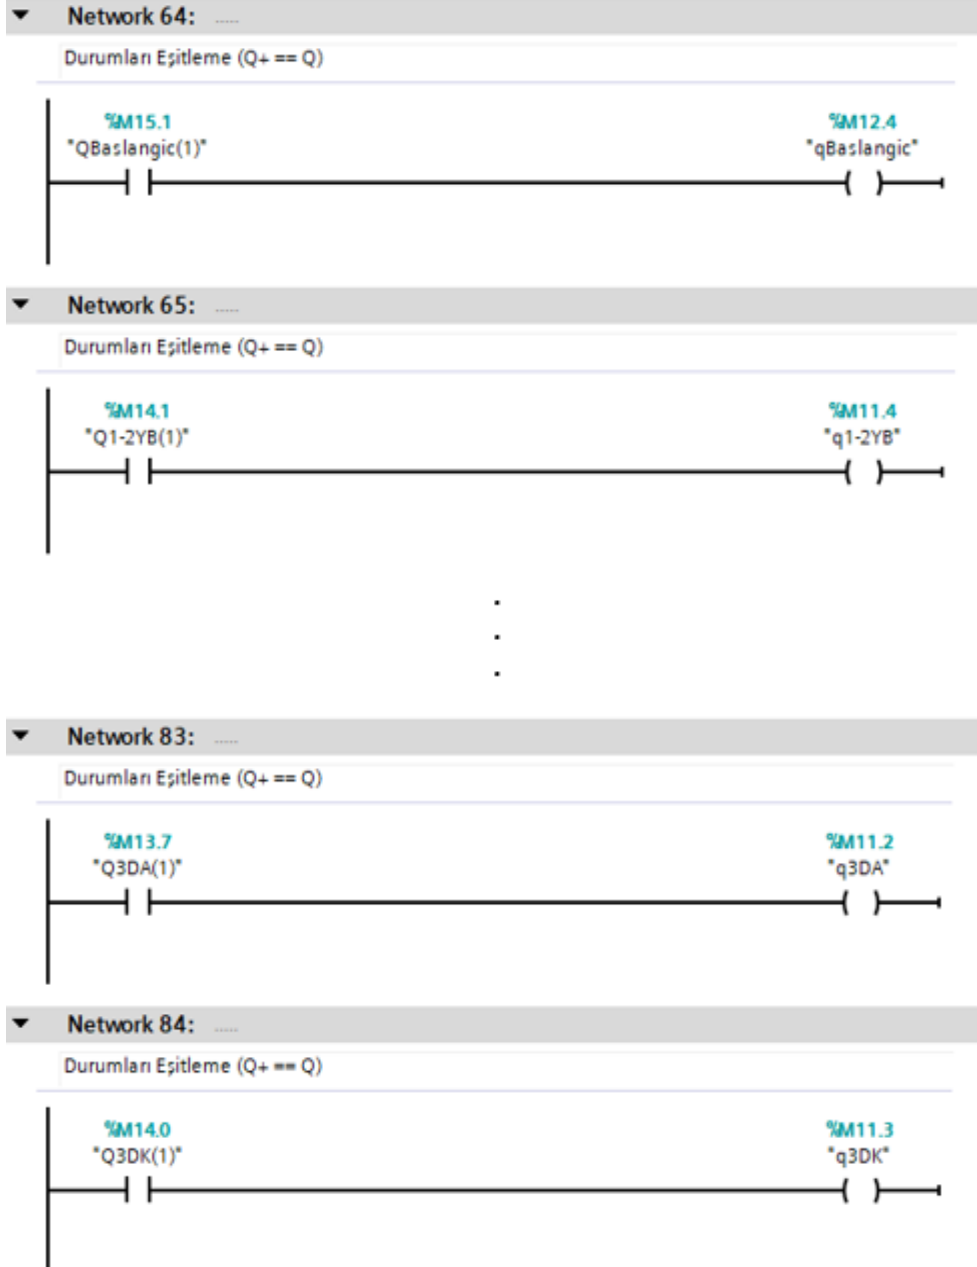 Network 64: .....
Durumları Eşitleme (Q+ == Q)
%M15.1 %M12.4
"QBaslangic(1)" "qBaslangic"
Network 65: .....
Durumları Eşitleme (Q+ == Q)
%M14.1 %M11.4
"Q1-2YB(1)" "q1-2YB"
Network 83: .....
Durumları Eşitleme (Q+ == Q)
%M13.7 %M11.2
"Q3DA(1)" "q3DA"
Network 84: .....
Durumları Eşitleme (Q+ == Q)
%M14.0 %M11.3
"Q3DK(1)" "q3DK"